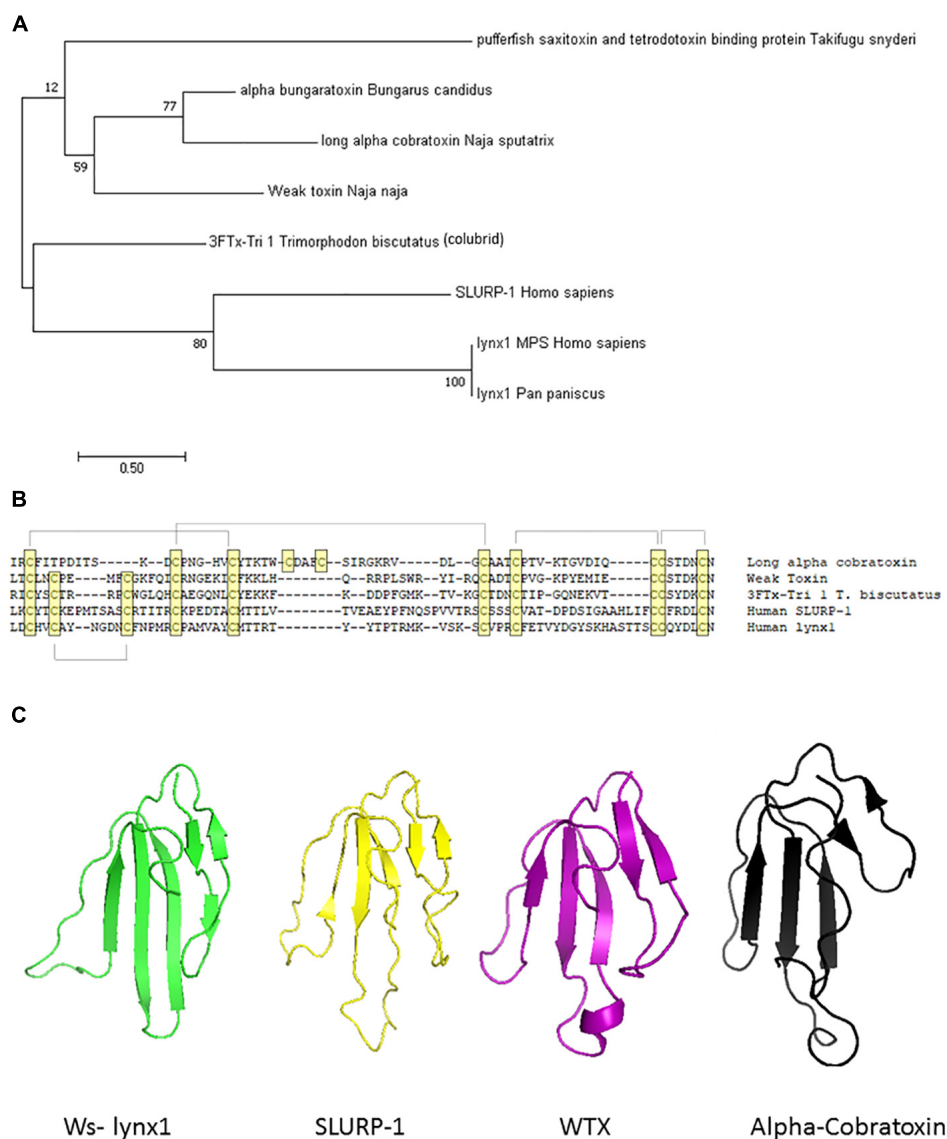 A
pufferfish saxitoxin and tetrodotoxin binding protein Takifugu snyderi
12
alpha bungaratoxin Bungarus candidus
77
long alpha cobratoxin Naja sputatrix
59
Weak toxin Naja naja
3FTx-Tri 1 Trimorphodon biscutatus (colubrid)
SLURP-1 Homo sapiens
80
lynx1 MPS Homo sapiens
100
lynx1 Pan paniscus
0.50
B
IRCFITPDITS----K--DCPNG-HVCYTKTW-CDAFC--SIRGKRV---DL--GCAATCPTV-KTGVDIQ-----CCSTDNCN Long alpha cobratoxin
LTCLNCPE---MFCGKFQICRNGEKICFKKLH-------Q--RRPLSWR--YI-RQCADTCPVG-KPYEMIE----CCSTDKCN Weak Toxin
RICYSCTR---RPCWGLQHCAEGQNLCYEKKF-------K--DDPFGMK--TV-KGCTDNCTIP-GQNEKVT----CCSTDKCN 3FTx-Tri 1 T. biscutatus
LKCYTCKEPMTSASCRTITRCKPEDTACMTTLV------TVEAEYPFNQSPVVTRSCSSSCVAT-DPDSIGAAHLIFCCFRDLCN Human SLURP-1
LDCHVCAY---NGDNCFNPMRCPAMVAYCMTTRT-----YYTPTRMK--VSK-SCVPRCFETVYDGYSKHASTTSCCQYDLCN Human lynx1
C
Ws- lynx1 SLURP-1 WTX Alpha-Cobratoxin